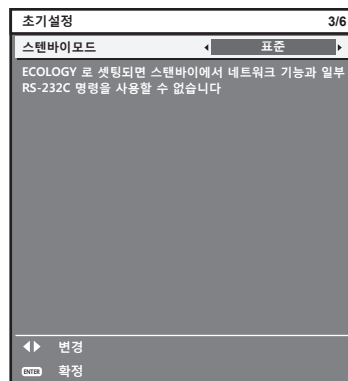 초기설정 3/6
스텐바이모드 표준
ECOLOGY 로 셋팅되면 스탠바이에서 네트워크 기능과 일부
RS-232C 명령을 사용할 수 없습니다
변경
ENTER 확정